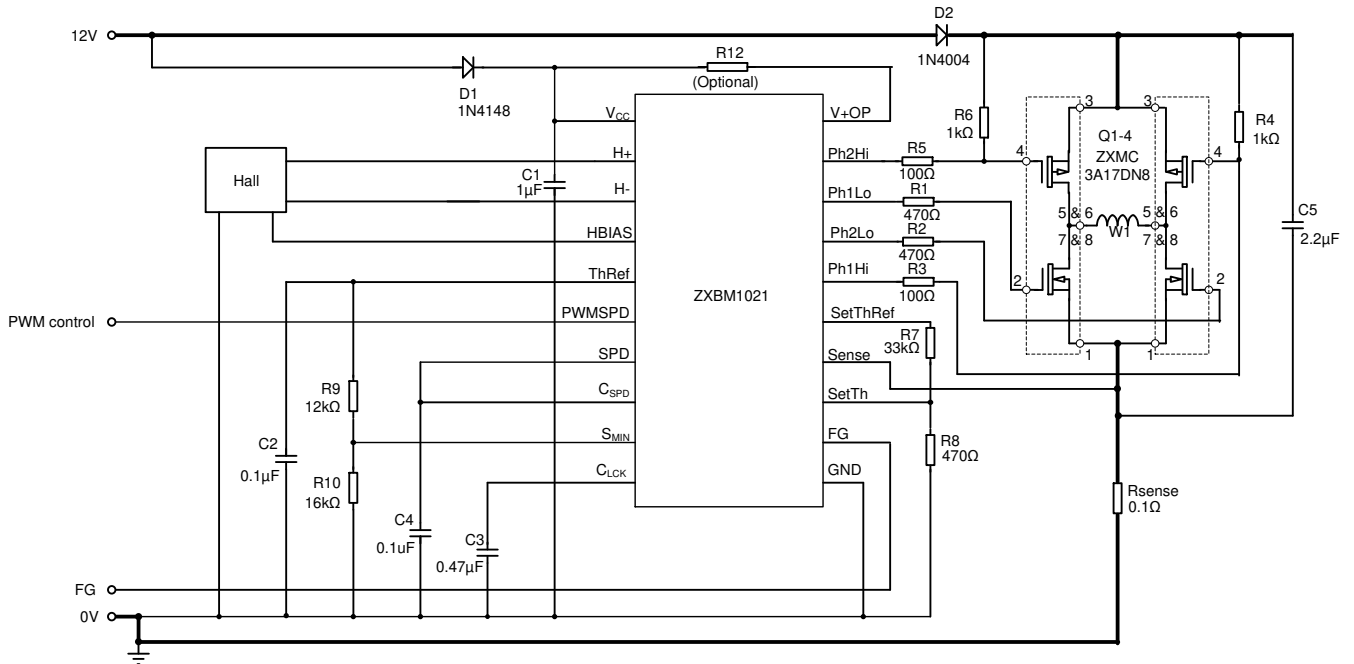 D2
12V
1N4004
R12
(Optional)
D1
1N4148
VCC
V+OP
R6
1kΩ
3
3
R4
1kΩ
Q1-4
ZXMC
3A17DN8
H+
Ph2Hi
R5
100Ω
4
4
Hall
C1
1µF
H-
Ph1Lo
R1
470Ω
5 & 6
5 & 6
W1
7 & 8
7 & 8
C5
2.2µF
HBIAS
Ph2Lo
R2
470Ω
ThRef
Ph1Hi
R3
100Ω
2
2
ZXBM1021
PWM control
PWMSPD
SetThRef
R7
33kΩ
SPD
Sense
1
1
R9
12kΩ
CSPD
SetTh
C2
0.1µF
SMIN
FG
R8
470Ω
R10
16kΩ
CLCK
GND
Rsense
0.1Ω
C4
0.1uF
C3
0.47µF
FG
0V